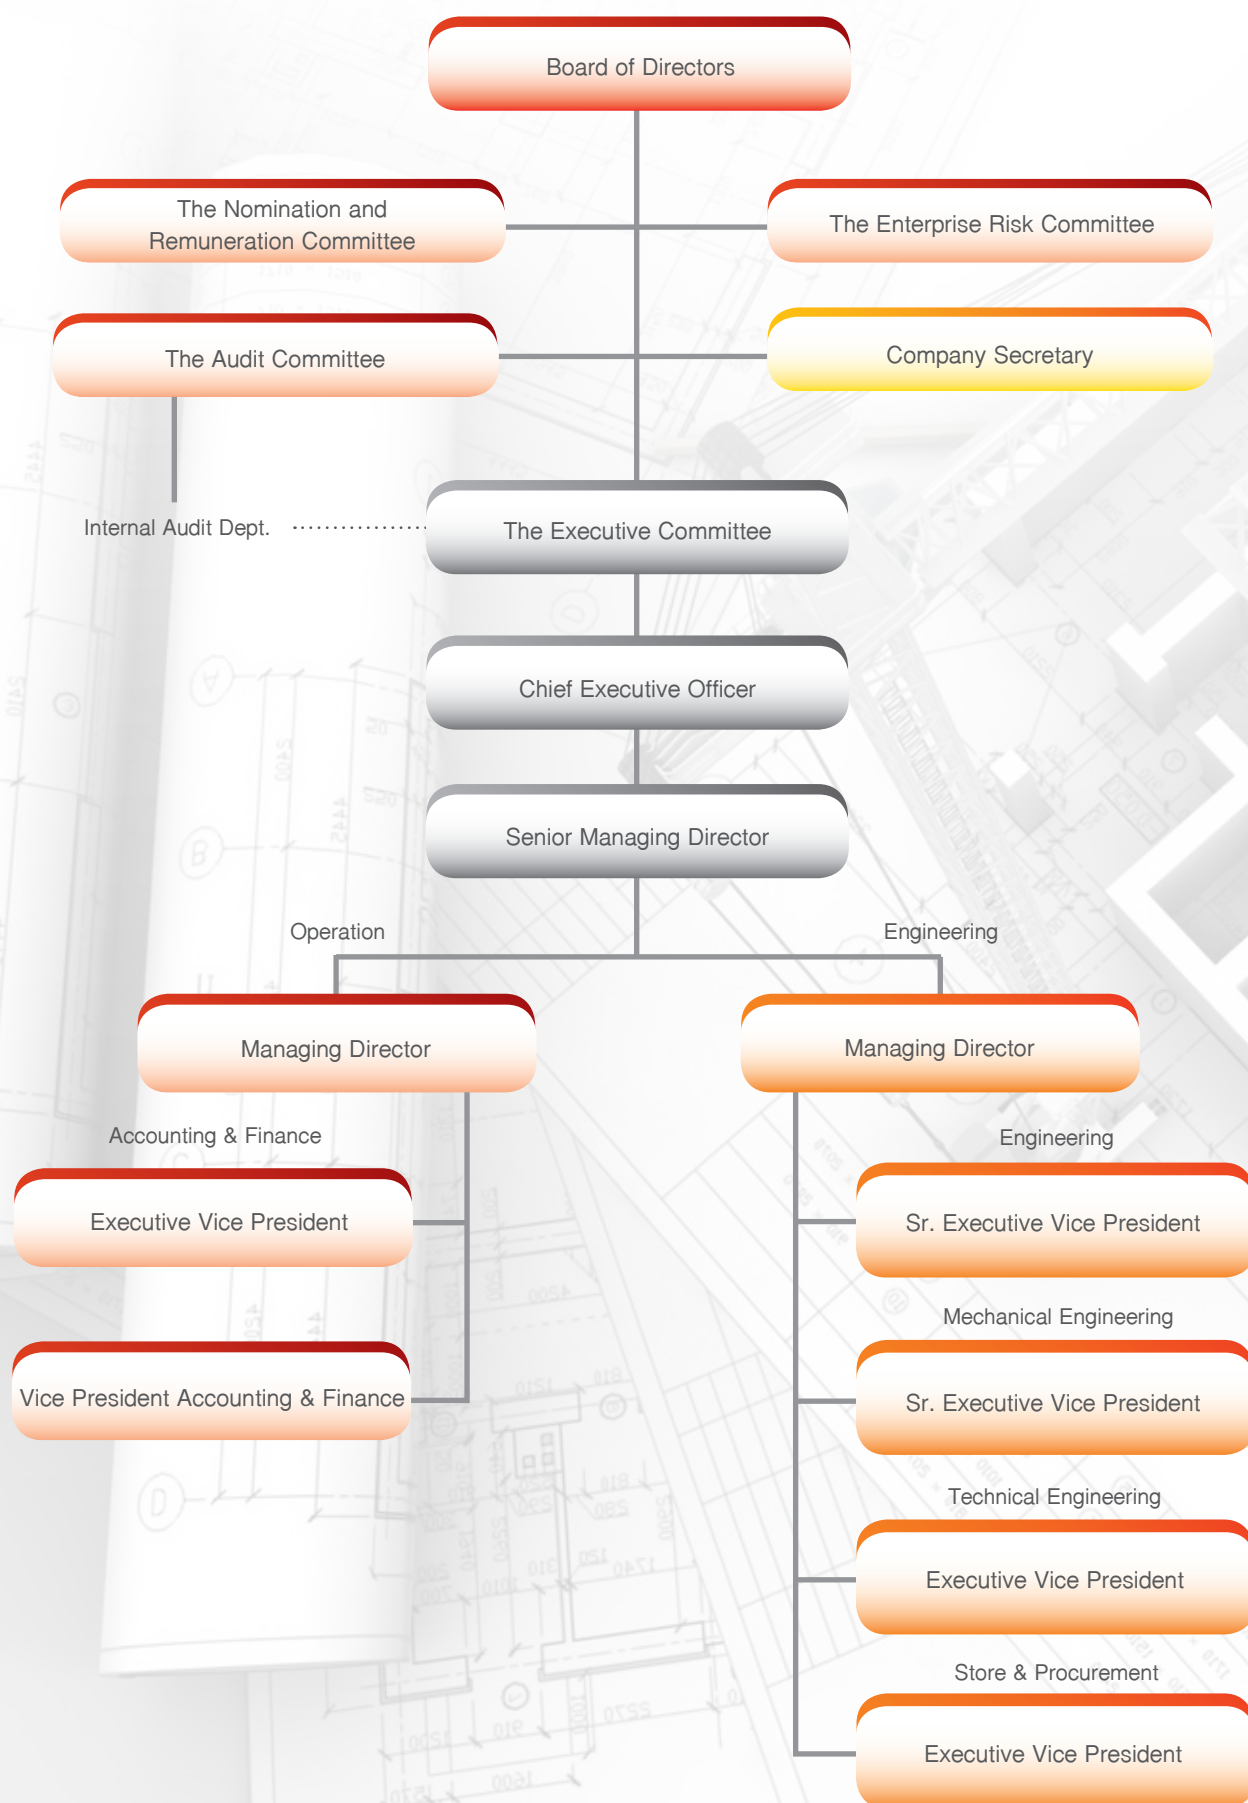 Board of Directors
The Nomination and
Remuneration Committee
The Enterprise Risk Committee
The Audit Committee
Company Secretary
Internal Audit Dept.
The Executive Committee
Chief Executive Officer
Senior Managing Director
Operation
Engineering
Managing Director
Managing Director
Accounting & Finance
Engineering
Executive Vice President
Sr. Executive Vice President
Mechanical Engineering
Vice President Accounting & Finance
Sr. Executive Vice President
Technical Engineering
Executive Vice President
Store & Procurement
Executive Vice President